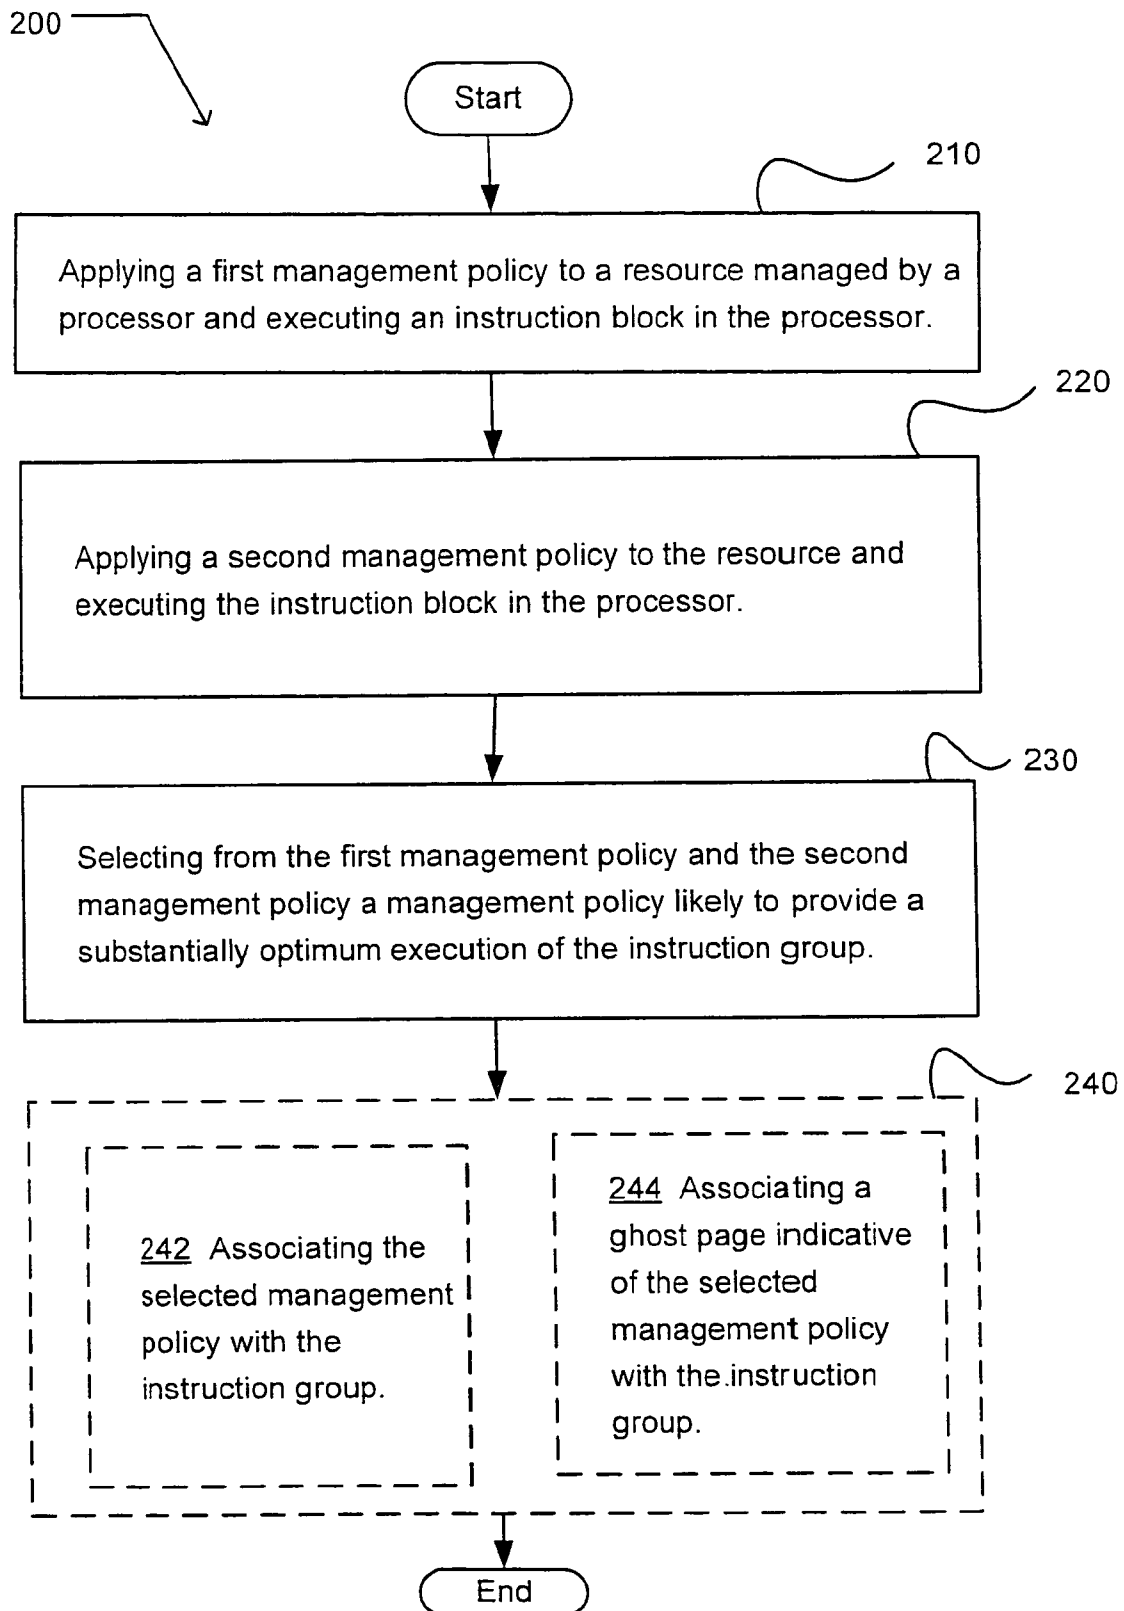 200
Start
210
Applying a first management policy to a resource managed by a
processor and executing an instruction block in the processor.
220
Applying a second management policy to the resource and
executing the instruction block in the processor.
230
Selecting from the first management policy and the second
management policy a management policy likely to provide a
substantially optimum execution of the instruction group.
240
242 Associating the
selected management
policy with the
instruction group.
244 Associating a
ghost page indicative
of the selected
management policy
with the.instruction
group.
End